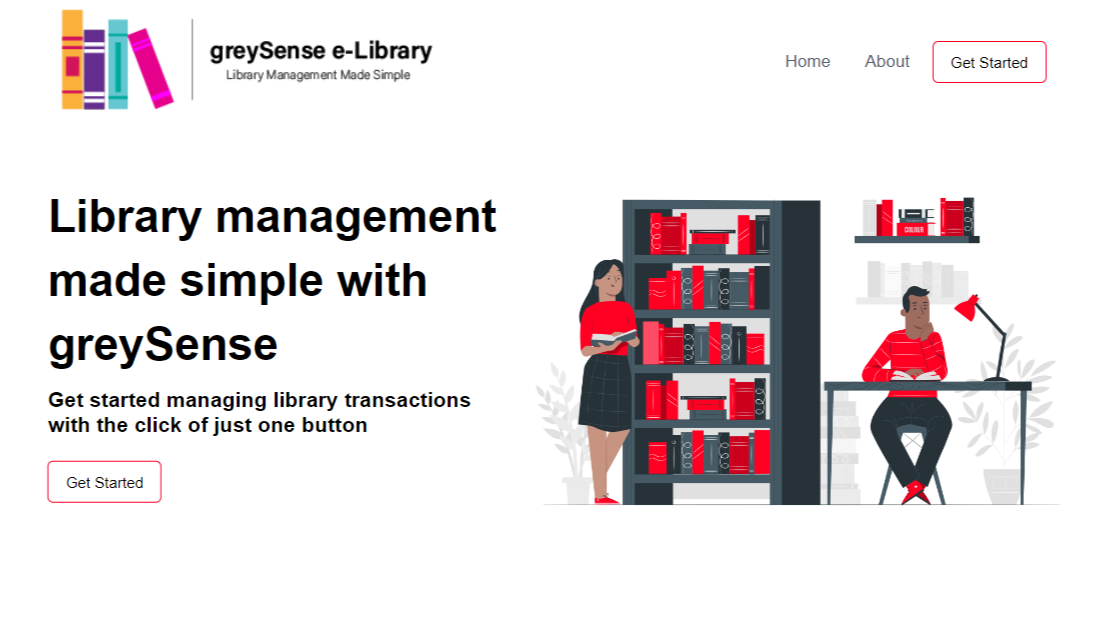 greySense e-Library
Library Management Made Simple
Home
About
Get Started
Library management
made simple with
greySense
Get started managing library transactions
with the click of just one button
Get Started